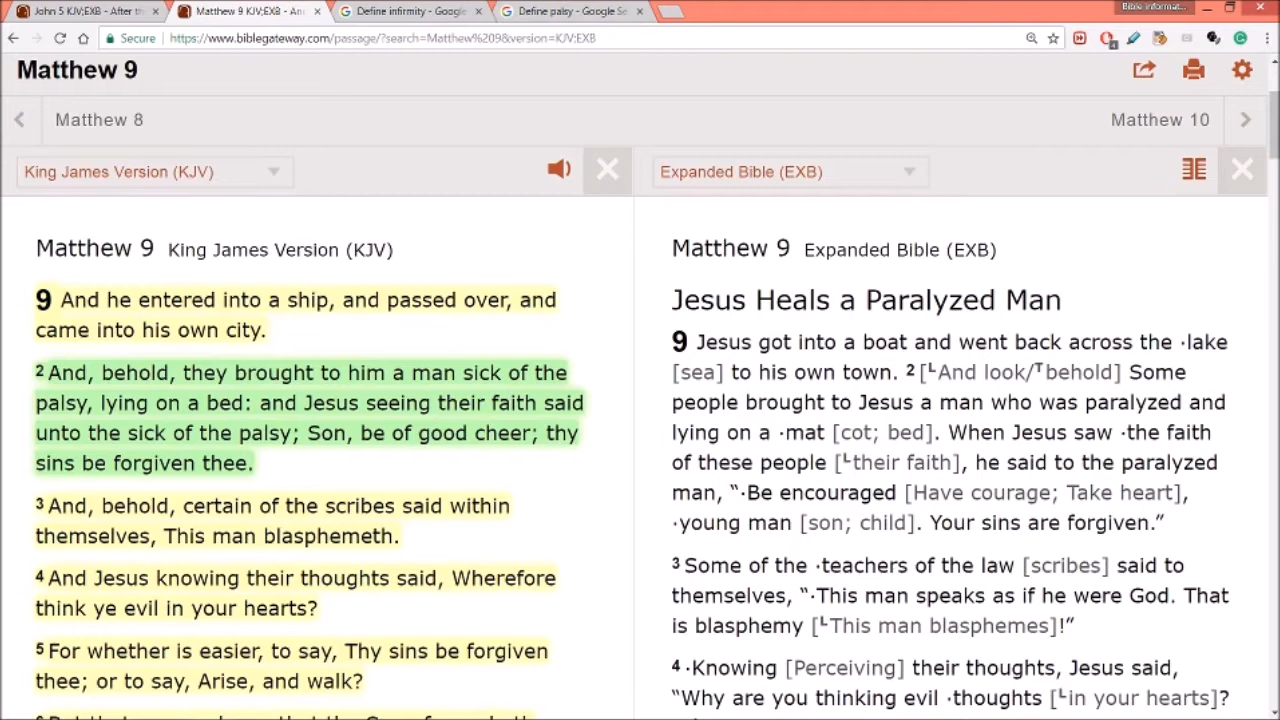 John 5 KJV;EXB - After th
Matthew 9 KJV;EXB - An
Define infirmity - Google
Define palsy - Google Se
Bible informat...
Secure https://www.biblegateway.com/passage/?search=Matthew%209&version=KJV;EXB
Matthew 9
Matthew 8
Matthew 10
King James Version (KJV)
Expanded Bible (EXB)
Matthew 9 King James Version (KJV)
9 And he entered into a ship, and passed over, and
came into his own city.
2 And, behold, they brought to him a man sick of the
palsy, lying on a bed: and Jesus seeing their faith said
unto the sick of the palsy; Son, be of good cheer; thy
sins be forgiven thee.
3 And, behold, certain of the scribes said within
themselves, This man blasphemeth.
4 And Jesus knowing their thoughts said, Wherefore
think ye evil in your hearts?
5 For whether is easier, to say, Thy sins be forgiven
thee; or to say, Arise, and walk?
Matthew 9 Expanded Bible (EXB)
Jesus Heals a Paralyzed Man
9 Jesus got into a boat and went back across the ·lake
[sea] to his own town. 2 [LAnd look/Tbehold] Some
people brought to Jesus a man who was paralyzed and
lying on a ·mat [cot; bed]. When Jesus saw ·the faith
of these people [Ltheir faith], he said to the paralyzed
man, “·Be encouraged [Have courage; Take heart],
·young man [son; child]. Your sins are forgiven.”
3 Some of the ·teachers of the law [scribes] said to
themselves, “·This man speaks as if he were God. That
is blasphemy [LThis man blasphemes]!”
4 ·Knowing [Perceiving] their thoughts, Jesus said,
“Why are you thinking evil ·thoughts [Lin your hearts]?